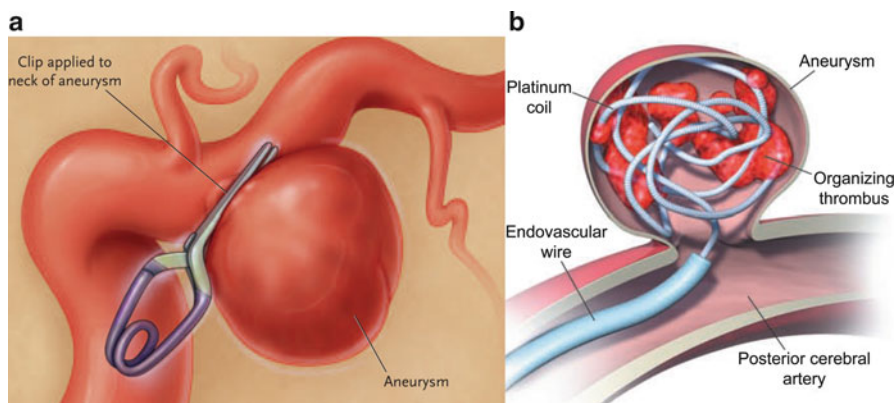 a
Clip applied to
neck of aneurysm
Aneurysm
b
Platinum
coil
Aneurysm
Organizing
thrombus
Endovascular
wire
Posterior cerebral
artery